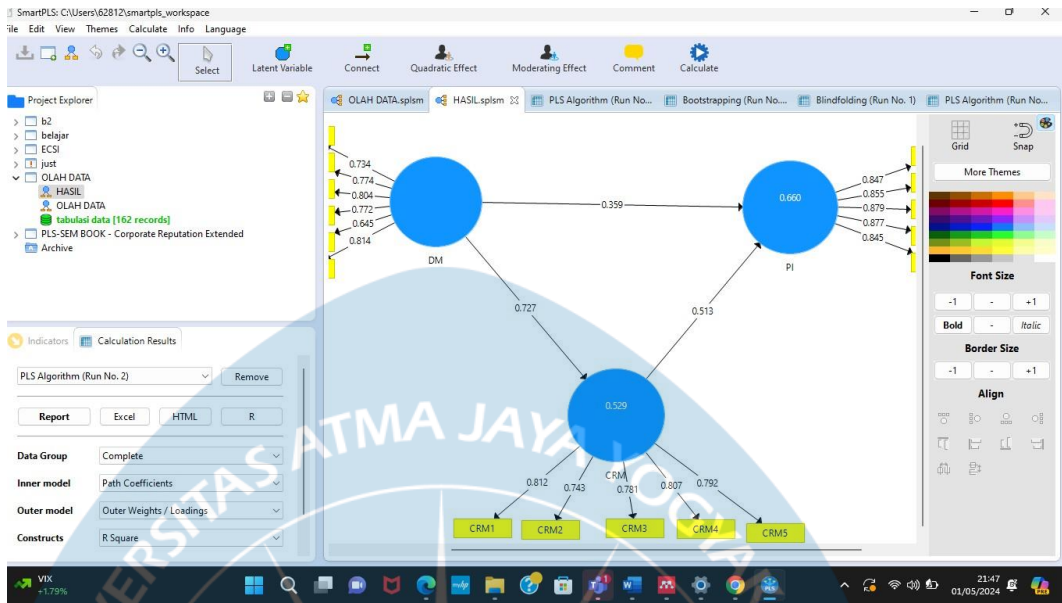 SmartPLS: C:\Users\62812\smartpls_workspace
File Edit View Themes Calculate Info Language
Select
Latent Variable
Connect
Quadratic Effect
Moderating Effect
Comment
Calculate
Project Explorer
b2
belajar
ECSI
just
OLAH DATA
HASIL
OLAH DATA
tabulasi data [162 records]
PLS-SEM BOOK - Corporate Reputation Extended
Archive
Indicators
Calculation Results
PLS Algorithm (Run No. 2)
Remove
Report
Excel
HTML
R
Data Group
Complete
Inner model
Path Coefficients
Outer model
Outer Weights / Loadings
Constructs
R Square
OLAH DATA.splsm
HASIL.splsm
PLS Algorithm (Run No...
Bootstrapping (Run No....
Blindfolding (Run No. 1)
PLS Algorithm (Run No...
0.734
0.774
0.804
0.772
0.645
0.814
DM
0.359
0.660
PI
0.847
0.855
0.879
0.877
0.845
0.727
0.513
0.529
CRM
0.812
0.743
0.781
0.807
0.792
CRM1
CRM2
CRM3
CRM4
CRM5
Grid
Snap
More Themes
Font Size
-1
-
+1
Bold
-
Italic
Border Size
-1
-
+1
Align
ERSITAS ATMA JAYA YOG
VIX
+1.79%
21:47
01/05/2024